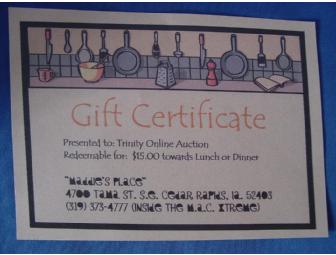 Gift Certificate
Presented to: Trinity Online Auction
Redeemable for: $15.00 towards Lunch or Dinner
"Maddie's Place"
4700 Tama St. S.E. Cedar Rapids, IA. 52403
(319) 373-4777 (Inside the M.A.C. Xtreme)